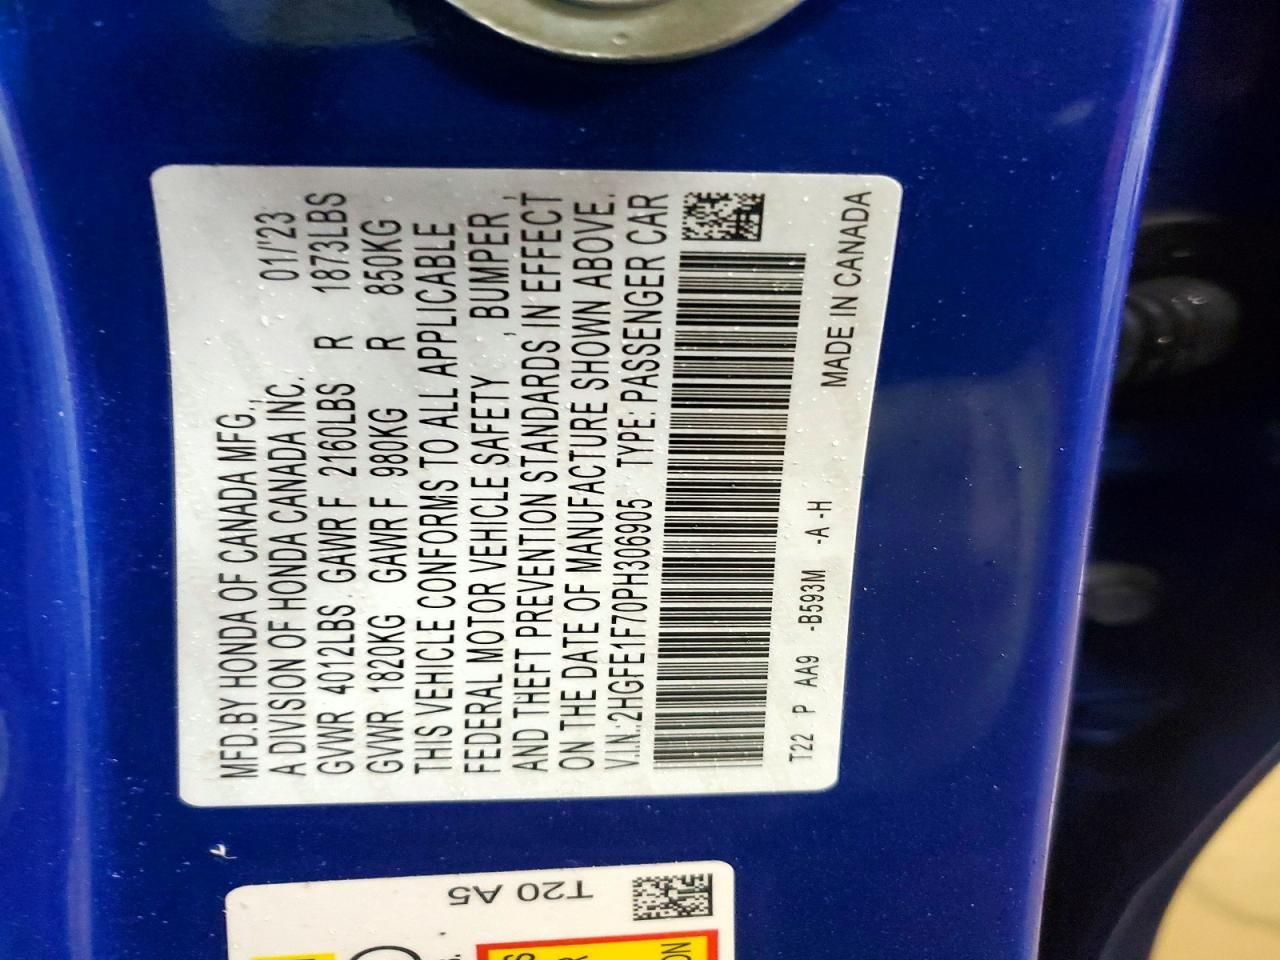 MFD.BY HONDA OF CANADA MFG.,
A DIVISION OF HONDA CANADA INC. 01/'23
GVWR 4012LBS GAWR F 2160LBS R 1873LBS
GVWR 1820KG GAWR F 980KG R 850KG
THIS VEHICLE CONFORMS TO ALL APPLICABLE
FEDERAL MOTOR VEHICLE SAFETY , BUMPER ,
AND THEFT PREVENTION STANDARDS IN EFFECT
ON THE DATE OF MANUFACTURE SHOWN ABOVE.
V.I.N.:2HGFE1F70PH306905 TYPE: PASSENGER CAR
T22 P AA9 -B593M -A -H
MADE IN CANADA
T20 A5